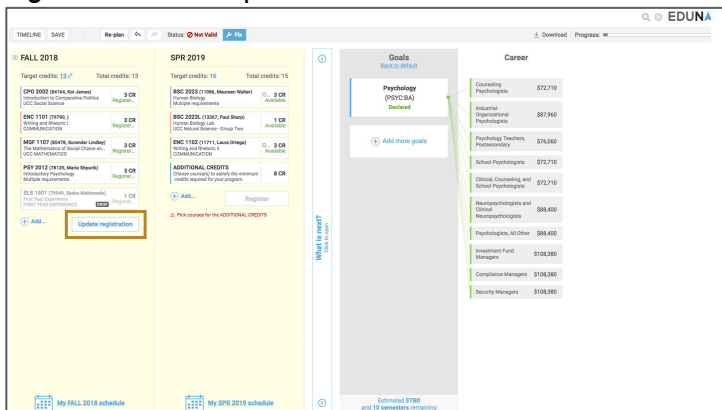 EDUNA
TIMELINE SAVE Re-plan Status: Not Valid Fix Download Progress:
FALL 2018
Target credits: 12 Total credits: 13
CPO 2002 (84164, Kei James)
Introduction to Comparative Politics
UCC Social Science
3 CR
Register...
ENC 1101 (79790, )
Writing and Rhetoric I
COMMUNICATION
3 CR
Register...
MGF 1107 (85478, Surender Lindley)
The Mathematics of Social Choice an...
UCC MATHEMATICS
3 CR
Register...
PSY 2012 (78125, Maria Shpurik)
Introductory Psychology
Multiple requirements
3 CR
Register...
SLS 1501 (79949, Sasha Maldonado)
First Year Experience
FIRST YEAR EXPERIENCE
DROP
1 CR
Register...
Add...
Update registration
My FALL 2018 schedule
SPR 2019
Target credits: 15 Total credits: 15
BSC 2023 (11086, Maureen Walter)
Human Biology
Multiple requirements
O... 3 CR
Available
BSC 2023L (13367, Paul Sharp)
Human Biology Lab
UCC Natural Science - Group Two
1 CR
Available
ENC 1102 (11711, Laura Ortega)
Writing and Rhetoric II
COMMUNICATION
O... 3 CR
Available
ADDITIONAL CREDITS
Choose course(s) to satisfy the minimum
credits required for your program.
8 CR
Add...
Register
Pick courses for the ADDITIONAL CREDITS
My SPR 2019 schedule
What is next?
Click to open
Goals
Back to default
Psychology
(PSYC:BA)
Declared
Add more goals
Estimated $TBD
and 10 semesters remaining
Career
Counseling
Psychologists
$72,710
Industrial-
Organizational
Psychologists
$87,960
Psychology Teachers,
Postsecondary
$76,060
School Psychologists $72,710
Clinical, Counseling, and
School Psychologists
$72,710
Neuropsychologists and
Clinical
Neuropsychologists
$88,400
Psychologists, All Other $88,400
Investment Fund
Managers
$108,380
Compliance Managers $108,380
Security Managers $108,380